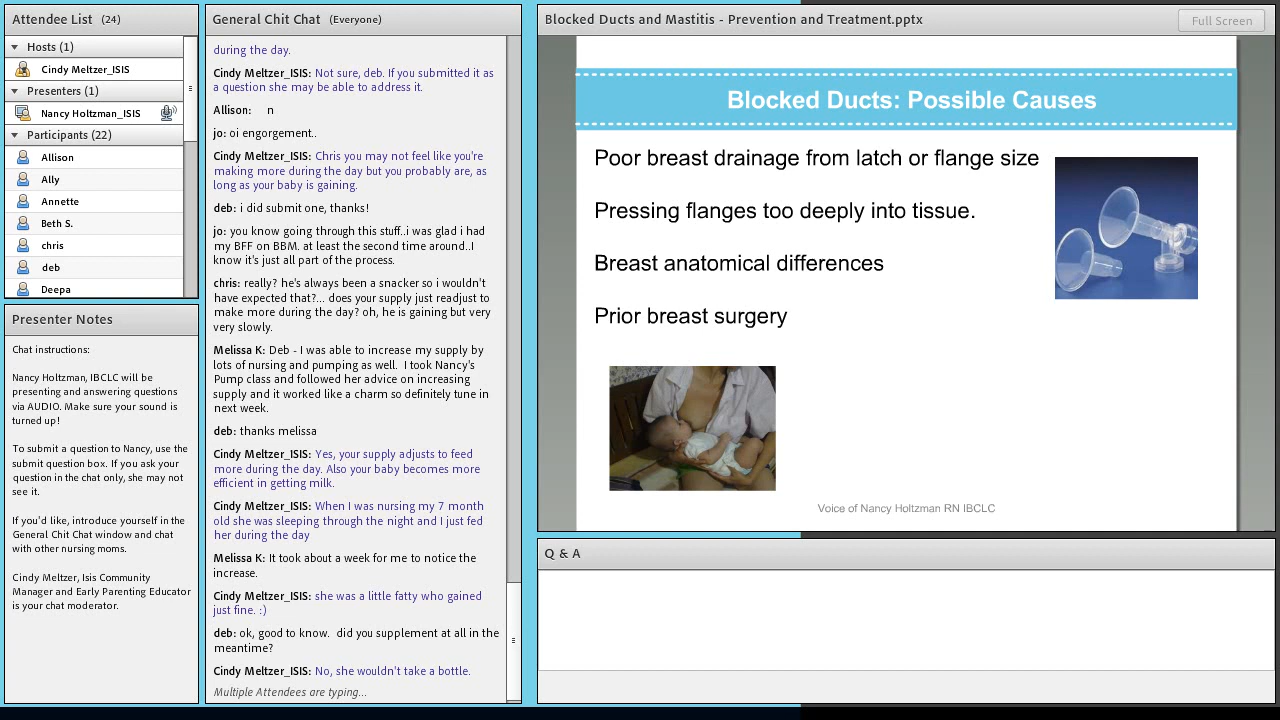 Attendee List (24)
Hosts (1)
Cindy Meltzer_ISIS
Presenters (1)
Nancy Holtzman_ISIS
Participants (22)
Allison
Ally
Annette
Beth S.
chris
deb
Deepa
Presenter Notes
Chat instructions:
Nancy Holtzman, IBCLC will be
presenting and answering questions
via AUDIO. Make sure your sound is
turned up!
To submit a question to Nancy, use the
submit question box. If you ask your
question in the chat only, she may not
see it.
If you'd like, introduce yourself in the
General Chit Chat window and chat
with other nursing moms.
Cindy Meltzer, Isis Community
Manager and Early Parenting Educator
is your chat moderator.
General Chit Chat (Everyone)
during the day.
Cindy Meltzer_ISIS: Not sure, deb. If you submitted it as
a question she may be able to address it.
Allison: n
jo: oi engorgement..
Cindy Meltzer_ISIS: Chris you may not feel like you're
making more during the day but you probably are, as
long as your baby is gaining.
deb: i did submit one, thanks!
jo: you know going through this stuff..i was glad i had
my BFF on BBM. at least the second time around..I
know it's just all part of the process.
chris: really? he's always been a snacker so i wouldn't
have expected that?... does your supply just readjust to
make more during the day? oh, he is gaining but very
very slowly.
Melissa K: Deb - I was able to increase my supply by
lots of nursing and pumping as well. I took Nancy's
Pump class and followed her advice on increasing
supply and it worked like a charm so definitely tune in
next week.
deb: thanks melissa
Cindy Meltzer_ISIS: Yes, your supply adjusts to feed
more during the day. Also your baby becomes more
efficient in getting milk.
Cindy Meltzer_ISIS: When I was nursing my 7 month
old she was sleeping through the night and I just fed
her during the day
Melissa K: It took about a week for me to notice the
increase.
Cindy Meltzer_ISIS: she was a little fatty who gained
just fine. :)
deb: ok, good to know. did you supplement at all in the
meantime?
Cindy Meltzer_ISIS: No, she wouldn't take a bottle.
Multiple Attendees are typing...
Blocked Ducts and Mastitis - Prevention and Treatment.pptx
Full Screen
Blocked Ducts: Possible Causes
Poor breast drainage from latch or flange size
Pressing flanges too deeply into tissue.
Breast anatomical differences
Prior breast surgery
Voice of Nancy Holtzman RN IBCLC
Q & A